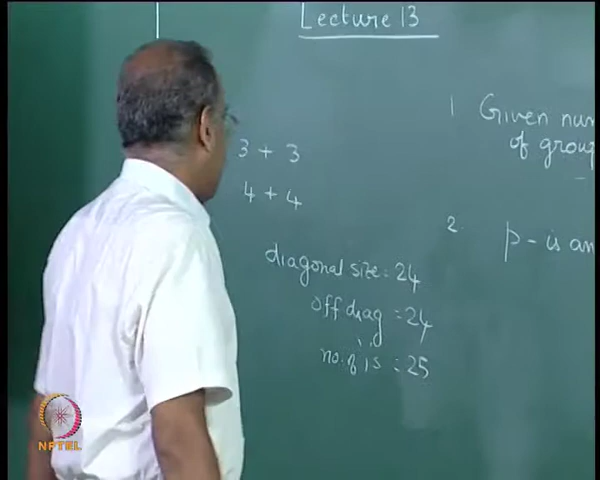 Lecture 13
3 + 3
4 + 4
diagonal size = 24
off diag = 24
no. of 1's = 25
1 Given num
of group
2. p - is an
NPTEL